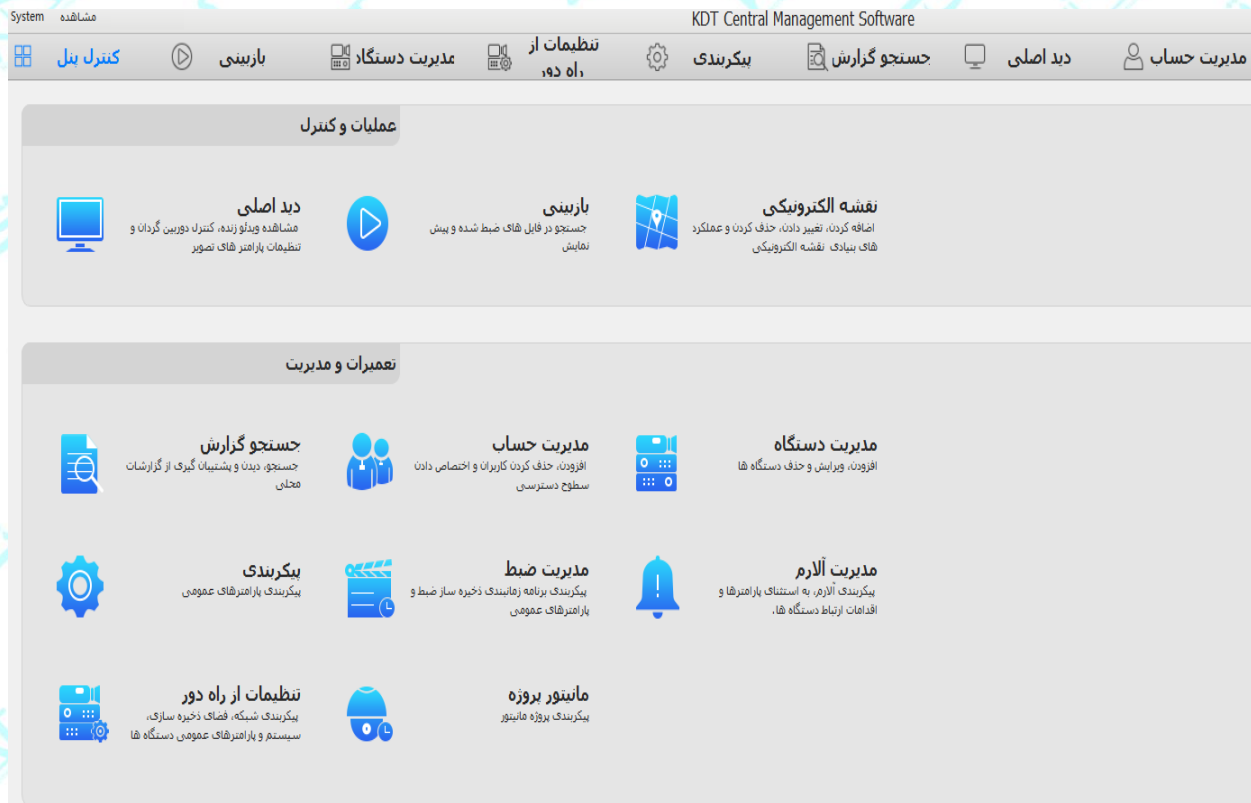 System مشاهده
KDT Central Management Software
کنترل پنل
بازبینی
مدیریت دستگاه
تنظیمات از
راه دور
پیکربندی
جستجو گزارش
دید اصلی
مدیریت حساب
عملیات و کنترل
دید اصلی
مشاهده ویدئو زنده، کنترل دوربین گردان و
تنظیمات پارامتر های تصویر
بازبینی
جستجو در فایل های ضبط شده و پیش
نمایش
نقشه الکترونیکی
اضافه کردن، تغییر دادن، حذف کردن و عملکرد
های بنیادی نقشه الکترونیکی
تعمیرات و مدیریت
جستجو گزارش
جستجو، دیدن و پشتیبان گیری از گزارشات
محلی
مدیریت حساب
افزودن، حذف کردن کاربران و اختصاص دادن
سطوح دسترسی
مدیریت دستگاه
افزودن، ویرایش و حذف دستگاه ها
پیکربندی
پیکربندی پارامترهای عمومی
مدیریت ضبط
پیکربندی برنامه زمانبندی ذخیره ساز ضبط و
پارامترهای عمومی
مدیریت آلارم
پیکربندی آلارم، به استثنای پارامترها و
اقدامات ارتباط دستگاه ها.
تنظیمات از راه دور
پیکربندی شبکه، فضای ذخیره سازی،
سیستم و پارامترهای عمومی دستگاه ها
مانیتور پروژه
پیکربندی پروژه مانیتور